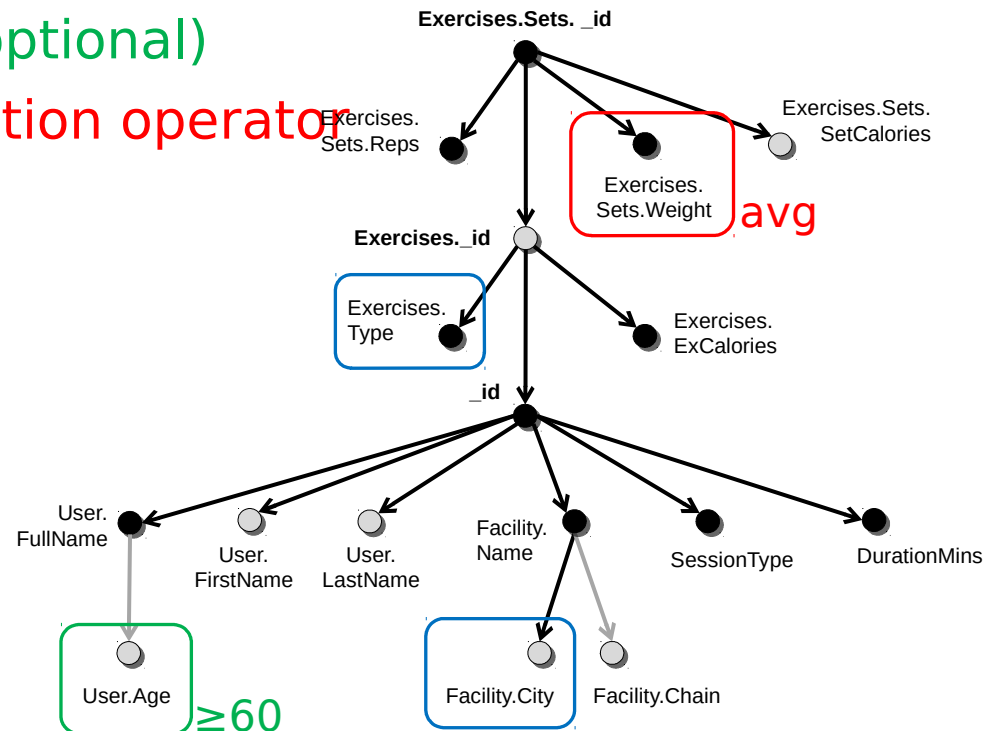 Exercises.Sets. _id
optional)
tion operator
Exercises.
Sets.Reps
Exercises.Sets.
SetCalories
Exercises.
Sets.Weight
avg
Exercises._id
Exercises.
Type
Exercises.
ExCalories
_id
User.
FullName
User.
FirstName
User.
LastName
Facility.
Name
SessionType
DurationMins
User.Age
≥60
Facility.City
Facility.Chain